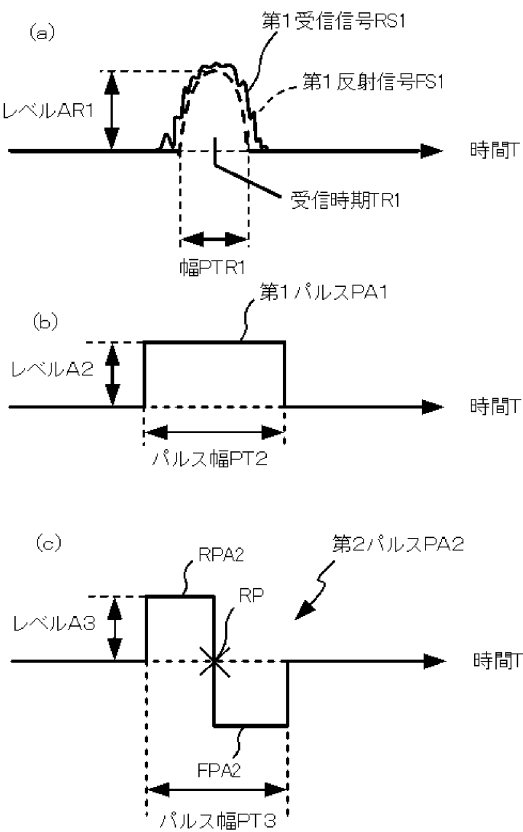 (a)
第1受信信号RS1
第1反射信号FS1
レベルAR1
時間T
受信時期TR1
幅PTR1
(b)
第1パルスPA1
レベルA2
時間T
パルス幅PT2
(c)
RPA2
第2パルスPA2
RP
レベルA3
時間T
FPA2
パルス幅PT3